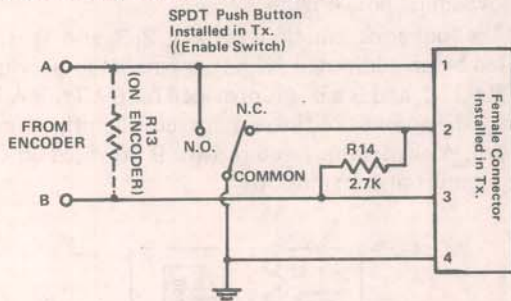 SPDT Push Button
Installed in Tx.
((Enable Switch)
A
1
R13
(ON ENCODER)
N.C.
2
FROM
ENCODER
N.O.
R14
2.7K
COMMON
B
3
4
Female Connector
Installed in Tx.